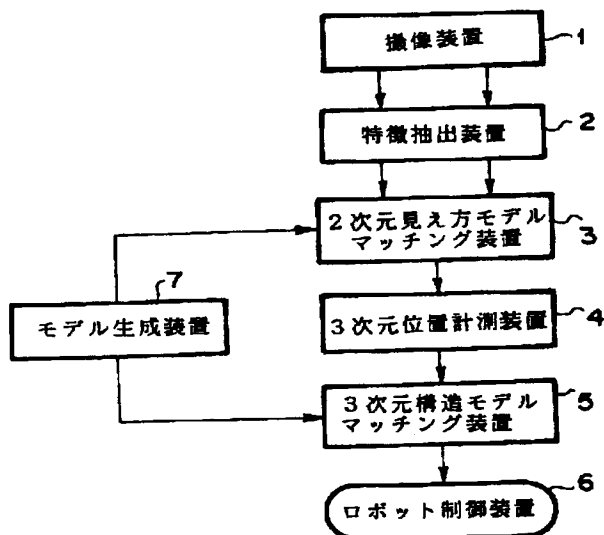 撮像装置
1
特徴抽出装置
2
2次元見え方モデル
マッチング装置
3
7
モデル生成装置
3次元位置計測装置
4
3次元構造モデル
マッチング装置
5
ロボット制御装置
6